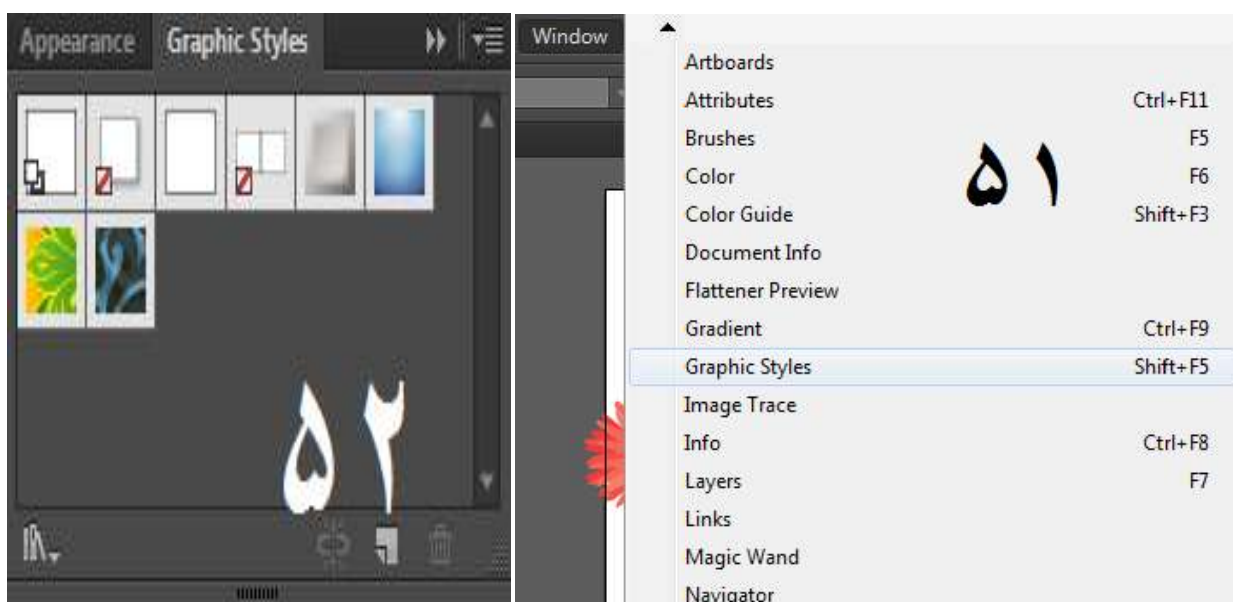 Appearance Graphic Styles
۵۲
Window
Artboards
Attributes Ctrl+F11
Brushes F5
Color F6
Color Guide Shift+F3
Document Info
Flattener Preview
Gradient Ctrl+F9
Graphic Styles Shift+F5
Image Trace
Info Ctrl+F8
Layers F7
Links
Magic Wand
Navigator
۵۱